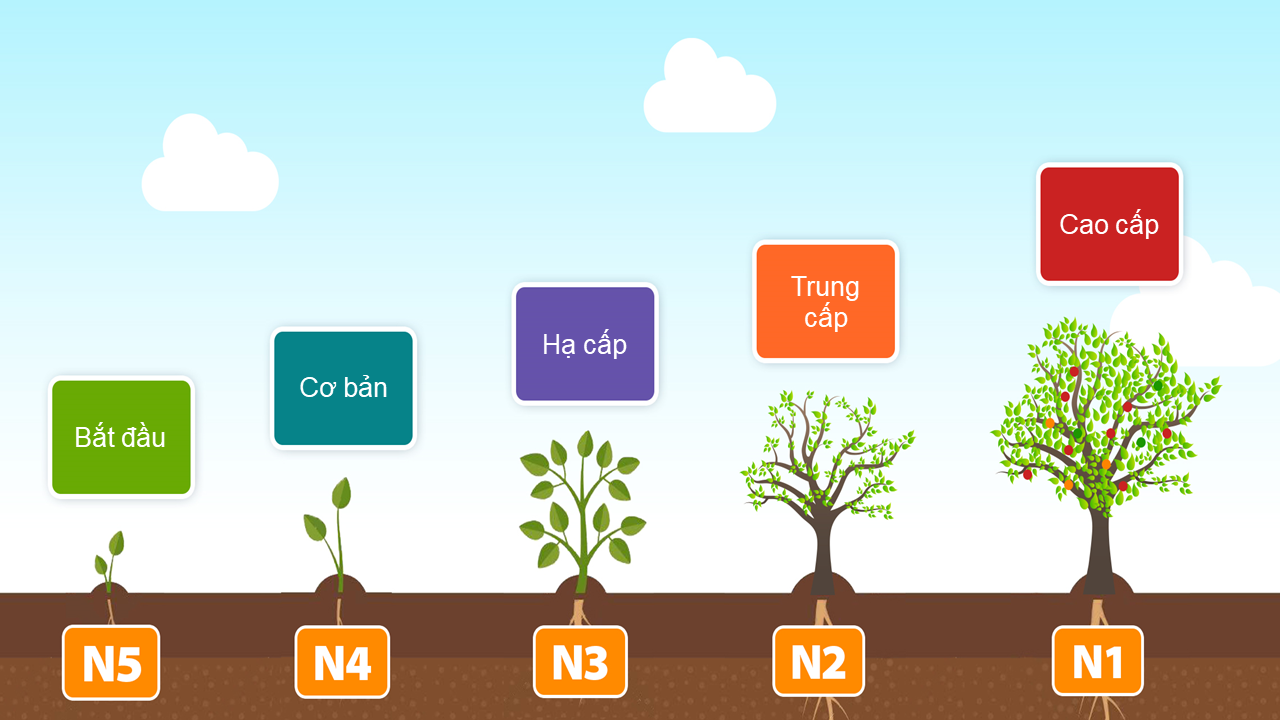 Cao cấp
Trung
cấp
Hạ cấp
Cơ bản
Bắt đầu
N5
N4
N3
N2
N1